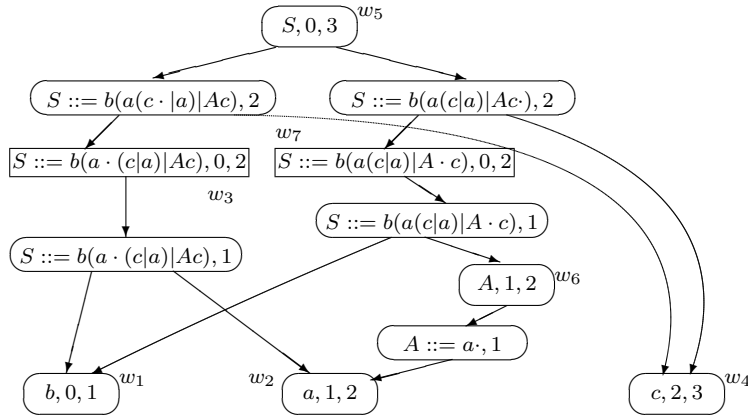 S, 0, 3 w5
S ::= b(a(c · |a)|Ac), 2
S ::= b(a(c|a)|Ac·), 2
w7
S ::= b(a · (c|a)|Ac), 0, 2
S ::= b(a(c|a)|A · c), 0, 2
w3
S ::= b(a(c|a)|A · c), 1
S ::= b(a · (c|a)|Ac), 1
A, 1, 2 w6
A ::= a·, 1
b, 0, 1 w1
w2 a, 1, 2
c, 2, 3 w4